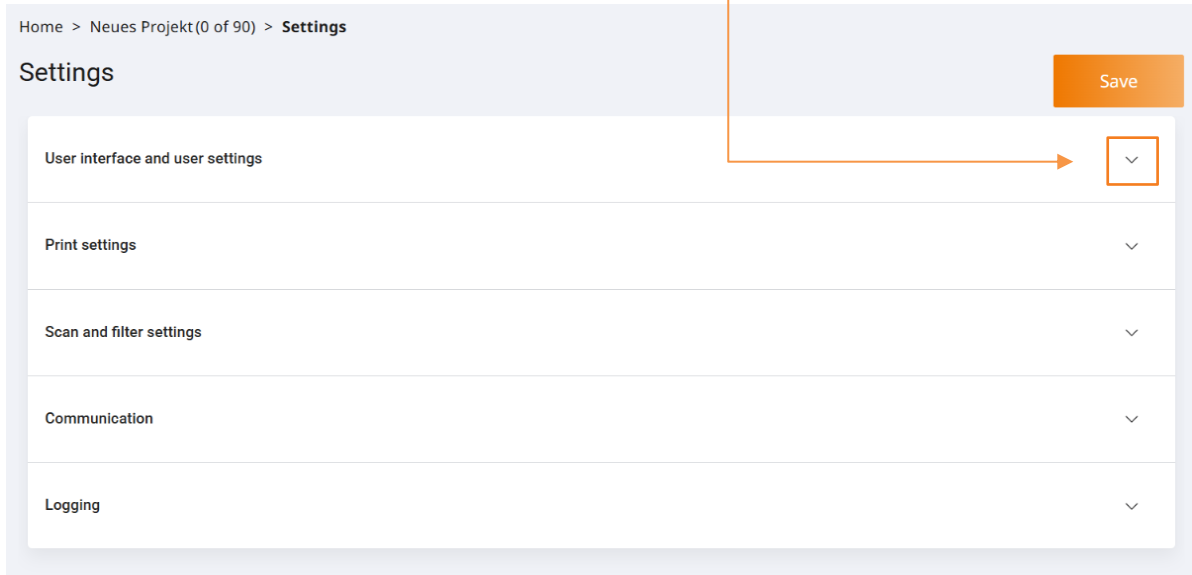 Home > Neues Projekt (0 of 90) > Settings
Settings
Save
User interface and user settings
Print settings
Scan and filter settings
Communication
Logging